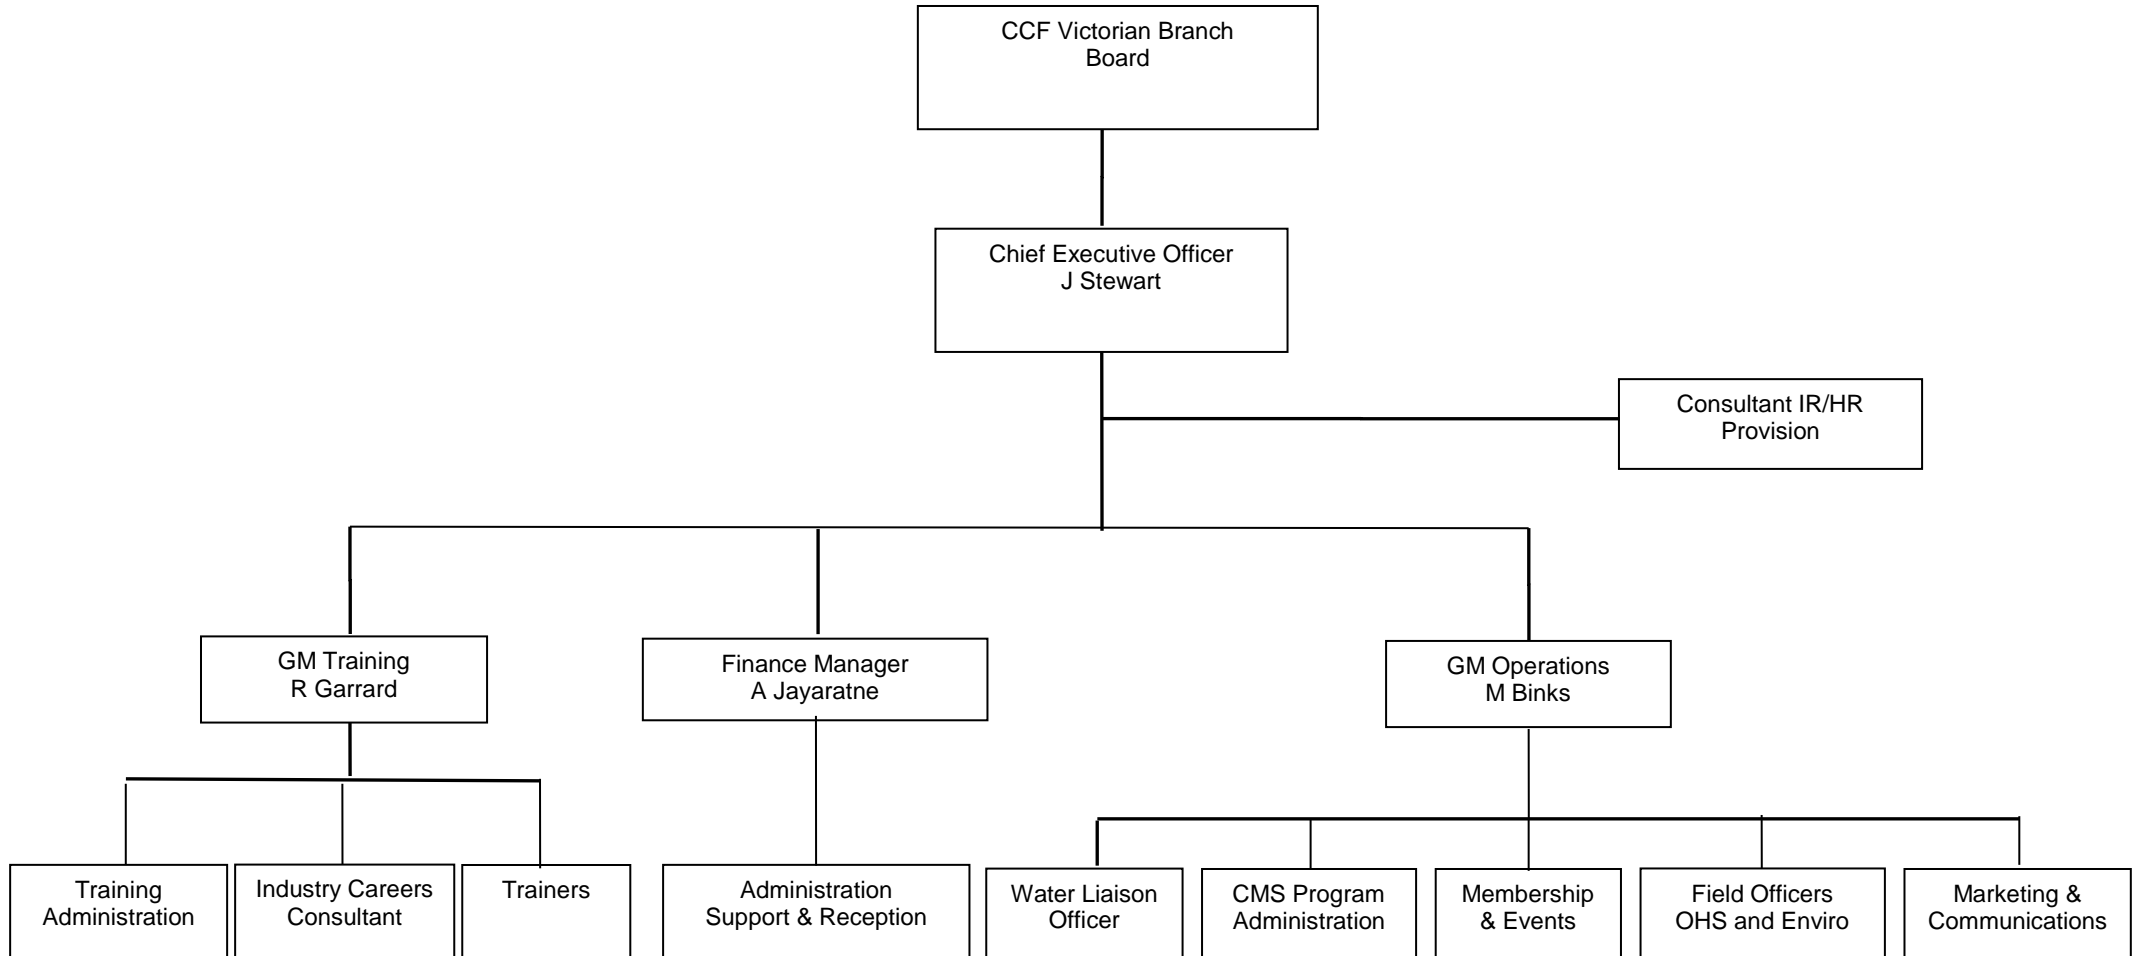 CCF Victorian Branch
Board
Chief Executive Officer
J Stewart
Consultant IR/HR
Provision
GM Training
R Garrard
Finance Manager
A Jayaratne
GM Operations
M Binks
Training
Administration
Industry Careers
Consultant
Trainers
Administration
Support & Reception
Water Liaison
Officer
CMS Program
Administration
Membership
& Events
Field Officers
OHS and Enviro
Marketing &
Communications